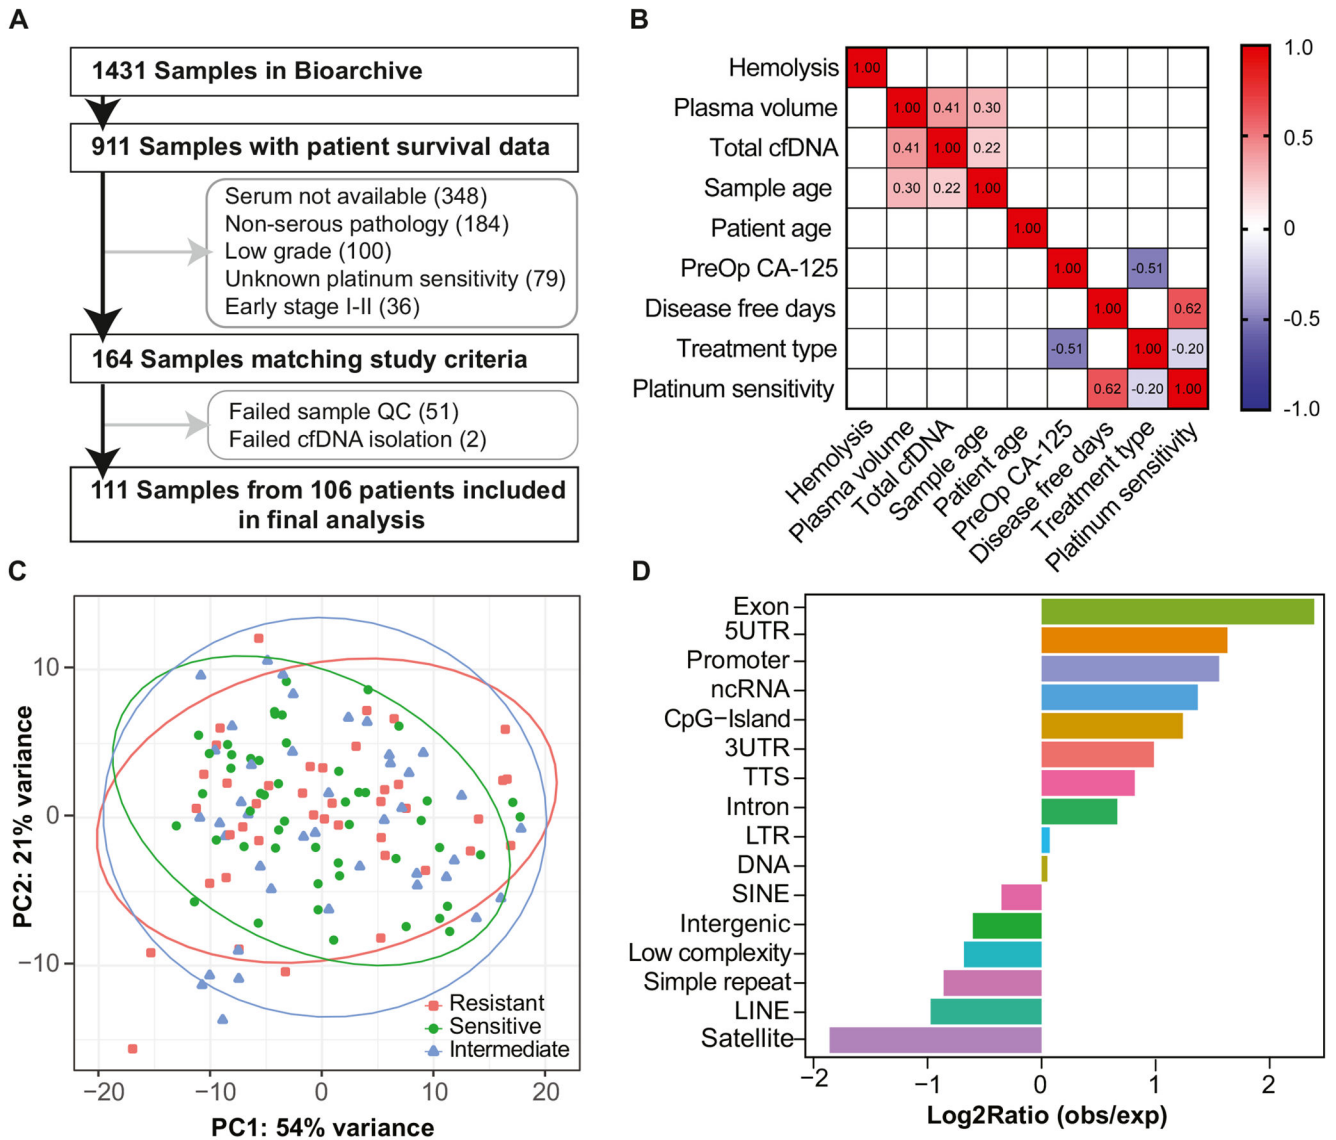 A
1431 Samples in Bioarchive
911 Samples with patient survival data
Serum not available (348)
Non-serous pathology (184)
Low grade (100)
Unknown platinum sensitivity (79)
Early stage I-II (36)
164 Samples matching study criteria
Failed sample QC (51)
Failed cfDNA isolation (2)
111 Samples from 106 patients included
in final analysis
B
Hemolysis 1.00
Plasma volume 1.00 0.41 0.30
Total cfDNA 0.41 1.00 0.22
Sample age 0.30 0.22 1.00
Patient age 1.00
PreOp CA-125 1.00 -0.51
Disease free days 1.00 0.62
Treatment type -0.51 1.00 -0.20
Platinum sensitivity 0.62 -0.20 1.00
Hemolysis
Plasma volume
Total cfDNA
Sample age
Patient age
PreOp CA-125
Disease free days
Treatment type
Platinum sensitivity
1.0
0.5
0
-0.5
-1.0
C
PC2: 21% variance
10
0
−10
Resistant
Sensitive
Intermediate
−20 −10 0 10 20
PC1: 54% variance
D
Exon
5UTR
Promoter
ncRNA
CpG−Island
3UTR
TTS
Intron
LTR
DNA
SINE
Intergenic
Low complexity
Simple repeat
LINE
Satellite
−2 −1 0 1 2
Log2Ratio (obs/exp)